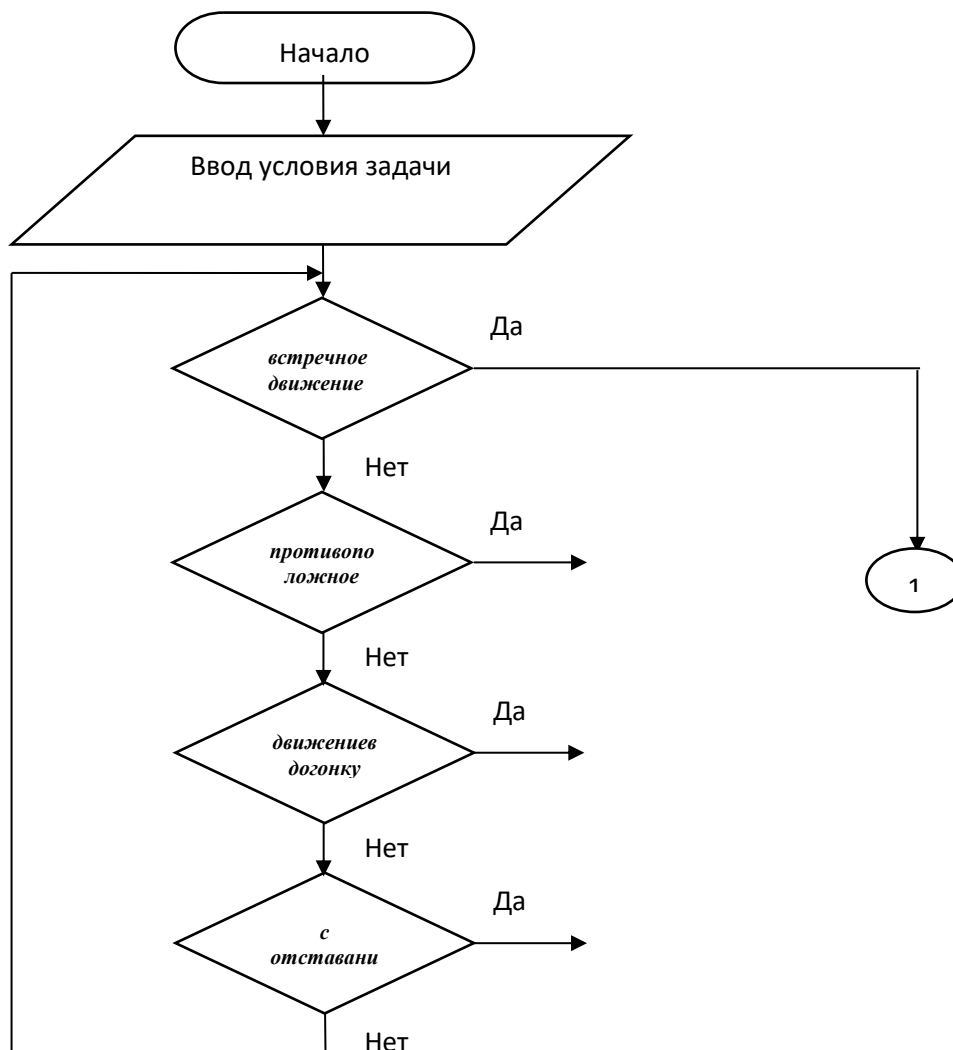 Начало
Ввод условия задачи
Да
встречное
движение
Нет
Да
противопо
ложное
1
Нет
Да
движениев
догонку
Нет
Да
с
отставани
Нет